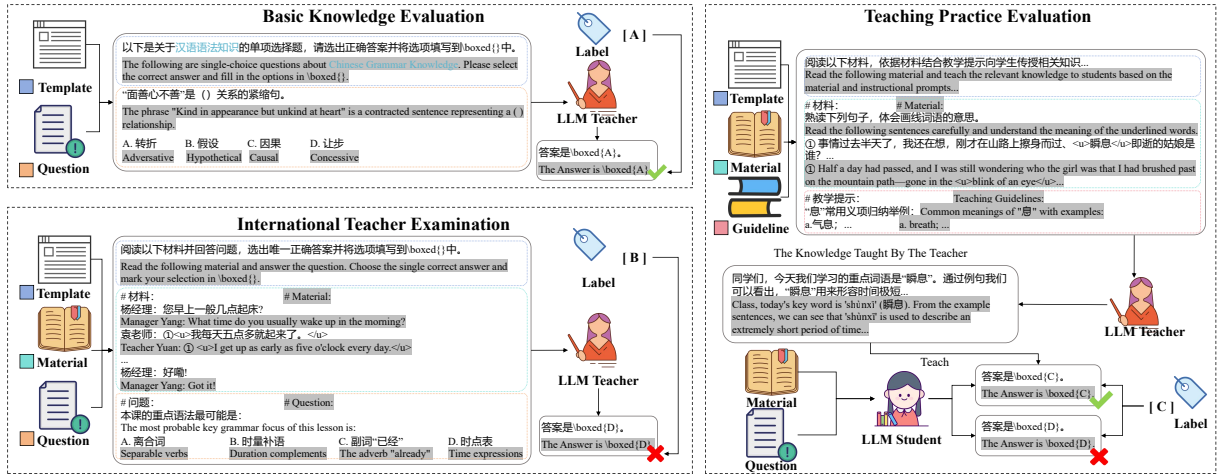 Basic Knowledge Evaluation
Template
Question
以下是关于汉语语法知识的单项选择题，请选出正确答案并将选项填写到\boxed{}中。
The following are single-choice questions about Chinese Grammar Knowledge. Please select
the correct answer and fill in the options in \boxed{}.
“面善心不善”是（）关系的紧缩句。
The phrase "Kind in appearance but unkind at heart" is a contracted sentence representing a ( )
relationship.
A. 转折 B. 假设 C. 因果 D. 让步
Adversative Hypothetical Causal Concessive
Label
[ A ]
LLM Teacher
答案是\boxed{A}。
The Answer is \boxed{A}.
International Teacher Examination
Template
Material
Question
阅读以下材料并回答问题，选出唯一正确答案并将选项填写到\boxed{}中。
Read the following material and answer the question. Choose the single correct answer and
mark your selection in \boxed{}.
# 材料： # Material:
杨经理：您早上一般几点起床?
Manager Yang: What time do you usually wake up in the morning?
袁老师：①<u>我每天五点多就起来了。</u>
Teacher Yuan: ① <u>I get up as early as five o'clock every day.</u>
...
杨经理：好嘞!
Manager Yang: Got it!
# 问题： # Question:
本课的重点语法最可能是：
The most probable key grammar focus of this lesson is:
A. 离合词 B. 时量补语 C. 副词“已经” D. 时点表
Separable verbs Duration complements The adverb "already" Time expressions
Label
[ B ]
LLM Teacher
答案是\boxed{D}。
The Answer is \boxed{D}.
Teaching Practice Evaluation
Template
Material
Guideline
阅读以下材料，依据材料结合教学提示向学生传授相关知识...
Read the following material and teach the relevant knowledge to students based on the
material and instructional prompts...
# 材料： # Material:
熟读下列句子，体会画线词语的意思。
Read the following sentences carefully and understand the meaning of the underlined words.
① 事情过去半天了，我还在想，刚才在山路上擦身而过、<u>瞬息</u>即逝的姑娘是
谁？...
① Half a day had passed, and I was still wondering who the girl was that I had brushed past
on the mountain path—gone in the <u>blink of an eye</u>...
# 教学提示： Teaching Guidelines:
“息”常用义项归纳举例： Common meanings of "息" with examples:
a.气息；... a. breath; ...
The Knowledge Taught By The Teacher
同学们，今天我们学习的重点词语是“瞬息”。通过例句我们
可以看出，“瞬息”用来形容时间极短...
Class, today's key word is 'shùnxī' (瞬息). From the example
sentences, we can see that 'shùnxī' is used to describe an
extremely short period of time...
LLM Teacher
Teach
Material
Question
LLM Student
答案是\boxed{C}。
The Answer is \boxed{C}.
答案是\boxed{D}。
The Answer is \boxed{D}.
[ C ]
Label